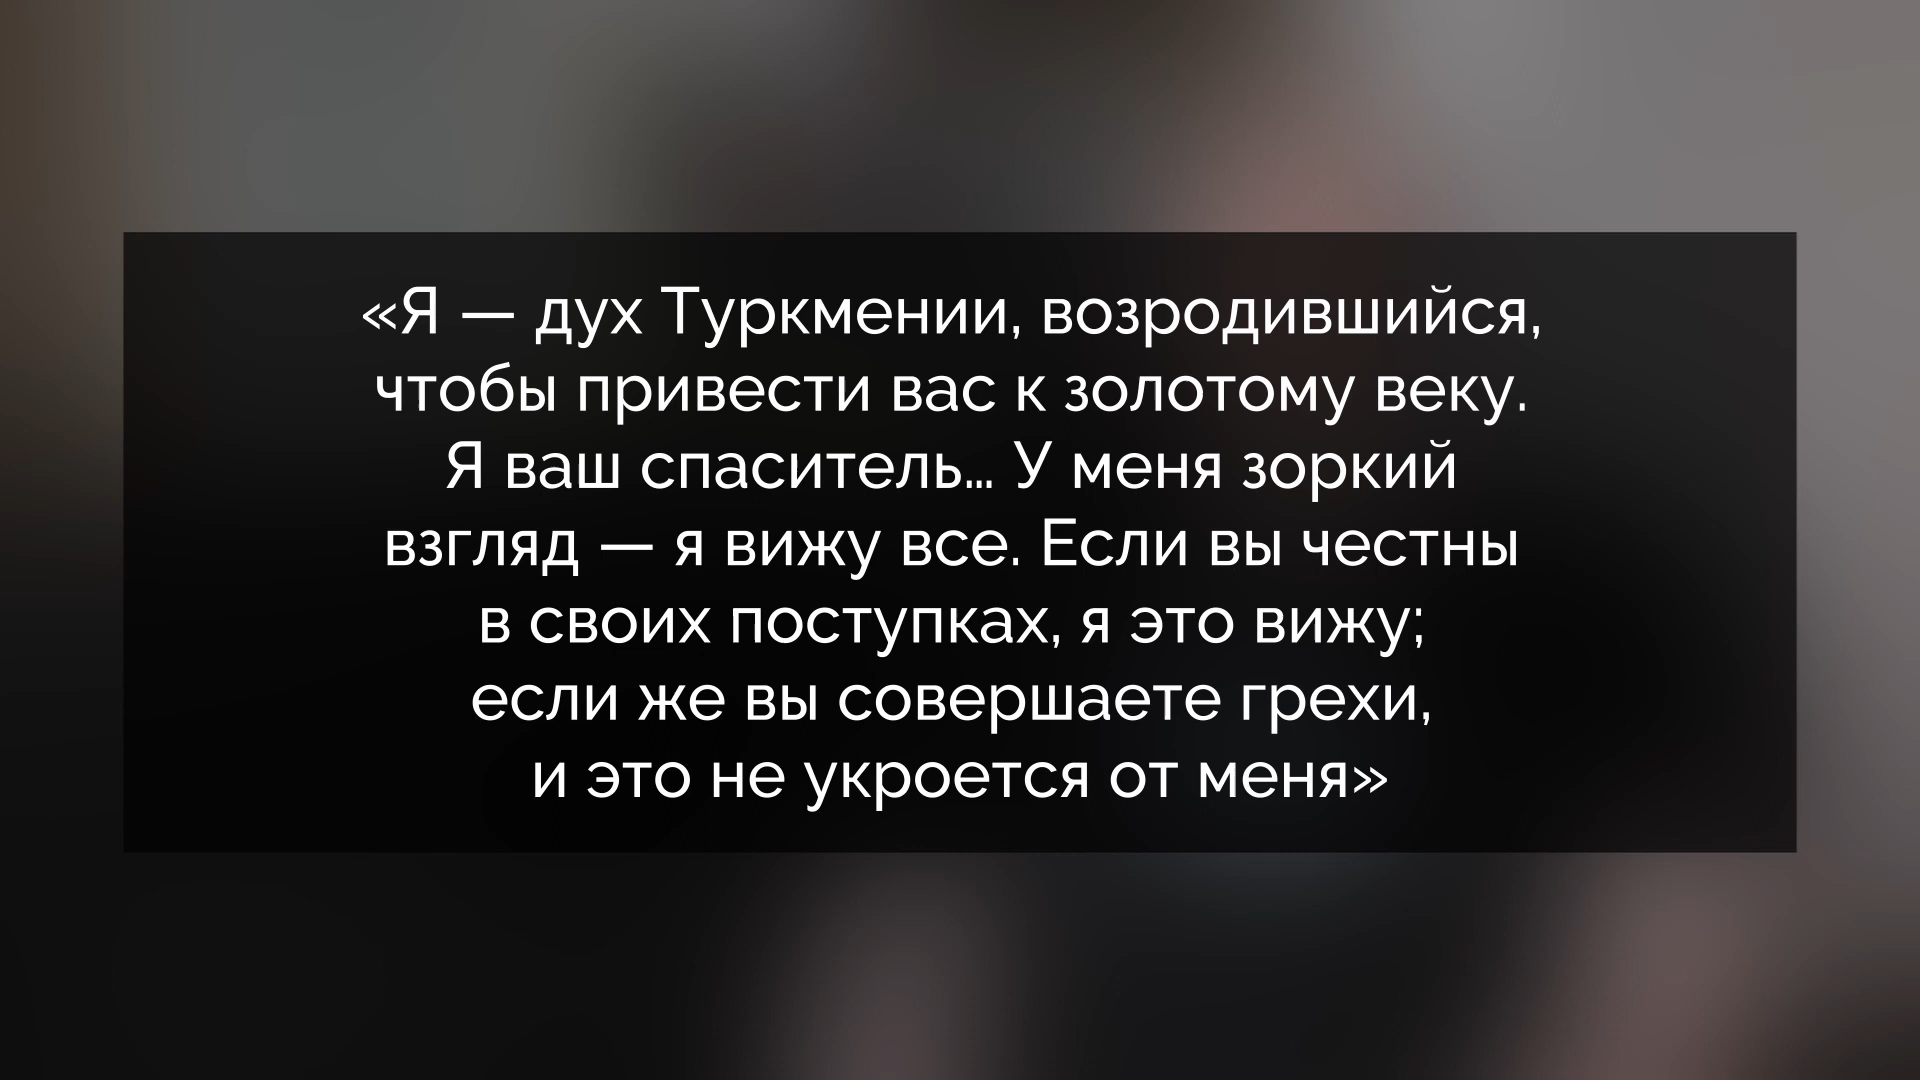 «Я — дух Туркмении, возродившийся,
чтобы привести вас к золотому веку.
Я ваш спаситель... У меня зоркий
взгляд — я вижу все. Если вы честны
в своих поступках, я это вижу;
если же вы совершаете грехи,
и это не укроется от меня»